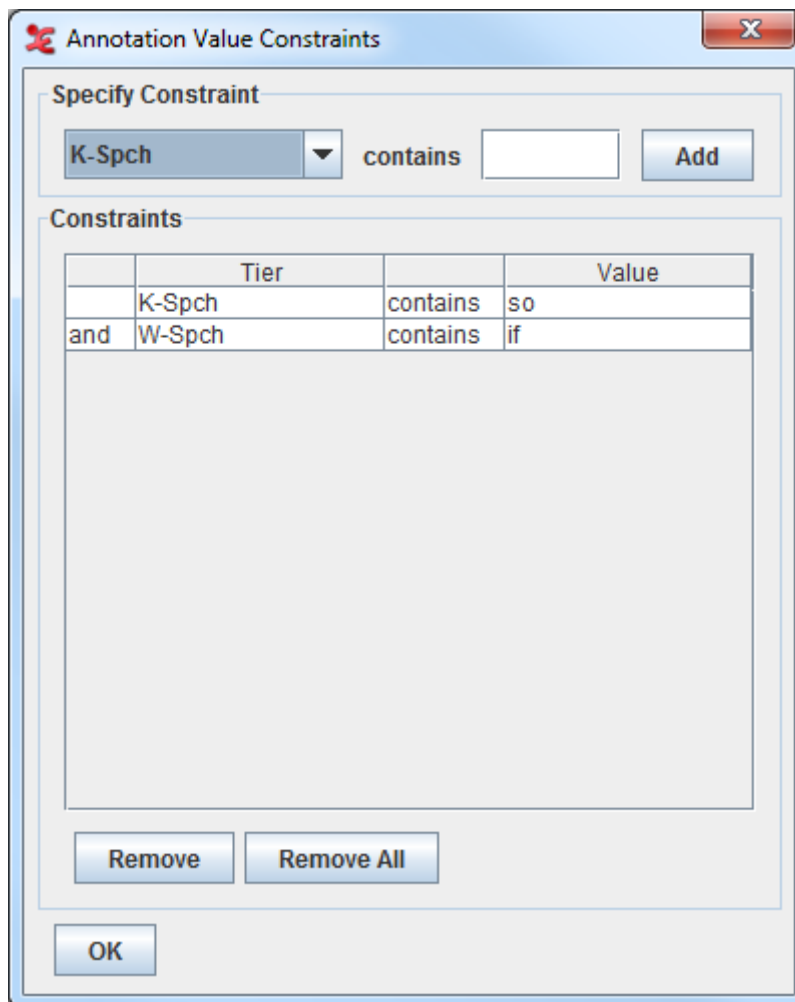 Annotation Value Constraints
Specify Constraint
K-Spch contains Add
Constraints
Tier Value
K-Spch contains so
and W-Spch contains if
Remove Remove All
OK